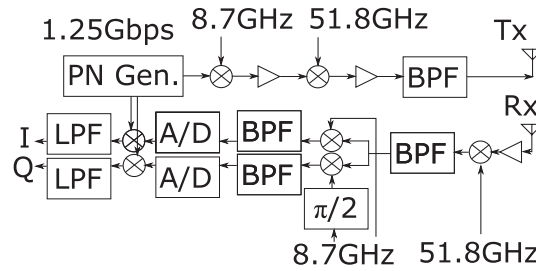 8.7GHz 51.8GHz
1.25Gbps Tx
PN Gen. BPF
Rx
I LPF A/D BPF BPF
Q LPF A/D BPF
π/2
8.7GHz 51.8GHz